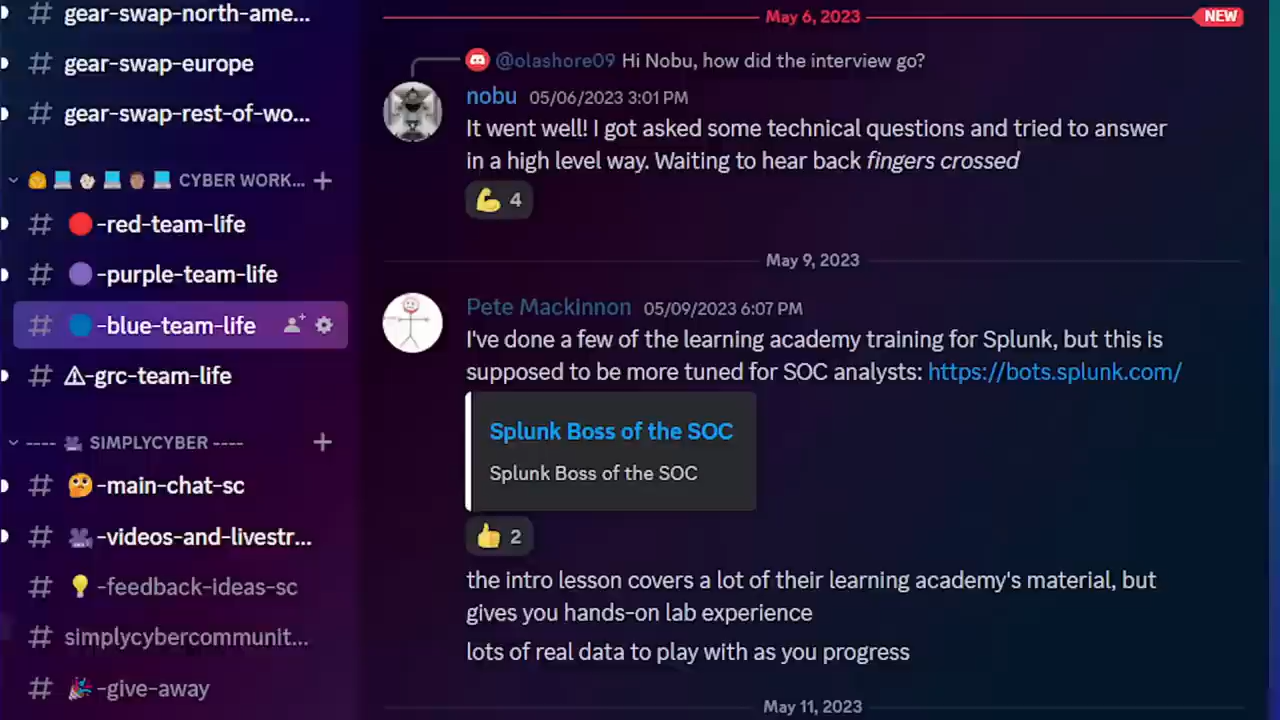 gear-swap-north-ame...
gear-swap-europe
gear-swap-rest-of-wo...
CYBER WORK...
-red-team-life
-purple-team-life
-blue-team-life
-grc-team-life
---- SIMPLYCYBER ----
-main-chat-sc
-videos-and-livestr...
-feedback-ideas-sc
simplycybercommunit...
-give-away
May 6, 2023
NEW
@olashore09 Hi Nobu, how did the interview go?
nobu 05/06/2023 3:01 PM
It went well! I got asked some technical questions and tried to answer
in a high level way. Waiting to hear back fingers crossed
4
May 9, 2023
Pete Mackinnon 05/09/2023 6:07 PM
I've done a few of the learning academy training for Splunk, but this is
supposed to be more tuned for SOC analysts: https://bots.splunk.com/
Splunk Boss of the SOC
Splunk Boss of the SOC
2
the intro lesson covers a lot of their learning academy's material, but
gives you hands-on lab experience
lots of real data to play with as you progress
May 11, 2023